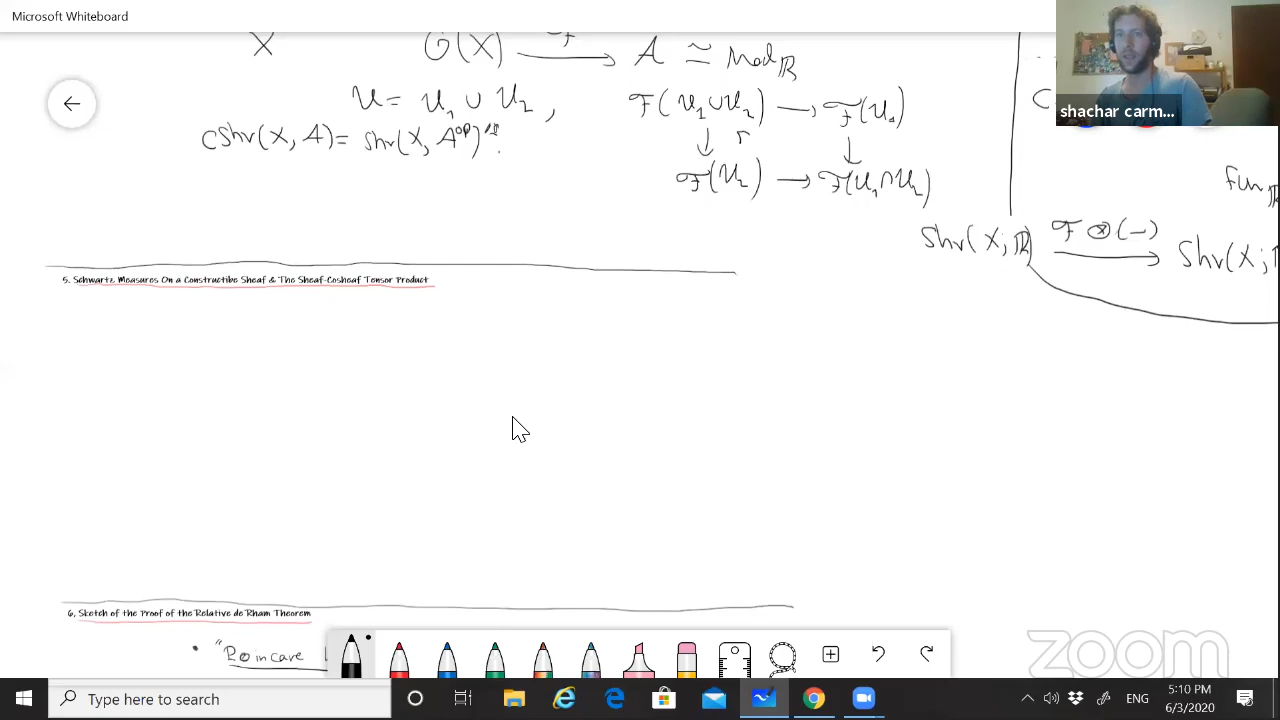 Microsoft Whiteboard
shachar carm...
X
G(X) → A ≃ Mod_ℝ
U = U₁ ∪ U₂ ,
F(U₁∪U₂) → F(U₁)
cShv(X, A) = Shv(X, A^op)^op.
F(U₂) → F(U₁∩U₂)
Fun_ℝ
Shv(X; ℝ) F⊗(−) → Shv(X;
5. Schwartz Measures On a Constructibe Sheaf & The Sheaf-Cosheaf Tensor Product
6. Sketch of the Proof of the Relative de Rham Theorem
• "Poincare
zoom
Type here to search
ENG
5:10 PM
6/3/2020